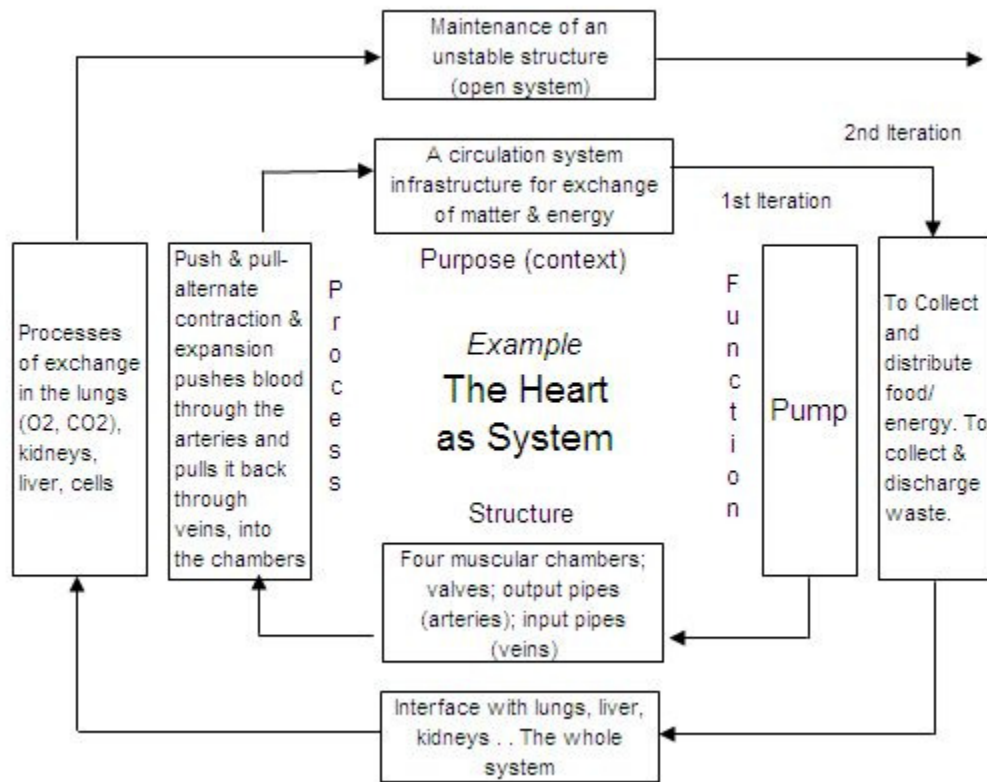 Maintenance of an
unstable structure
(open system)
2nd Iteration
A circulation system
infrastructure for exchange
of matter & energy
1st Iteration
Purpose (context)
Processes
of exchange
in the lungs
(O2, CO2),
kidneys,
liver, cells
Push & pull-
alternate
contraction &
expansion
pushes blood
through the
arteries and
pulls it back
through
veins, into
the chambers
Process
Example
The Heart
as System
Function
Pump
To Collect
and
distribute
food/
energy. To
collect &
discharge
waste.
Structure
Four muscular chambers;
valves; output pipes
(arteries); input pipes
(veins)
Interface with lungs, liver,
kidneys . . The whole
system